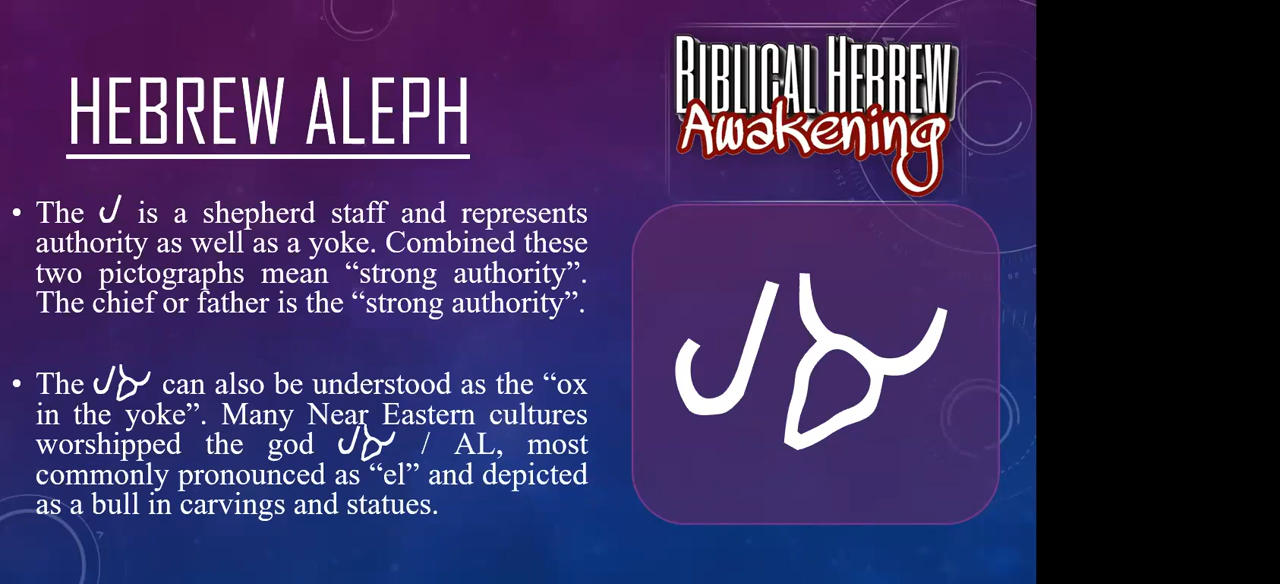 HEBREW ALEPH
BIBLICAL HEBREW
Awakening
• The 𐤋 is a shepherd staff and represents
authority as well as a yoke. Combined these
two pictographs mean “strong authority”.
The chief or father is the “strong authority”.
• The 𐤋𐤀 can also be understood as the “ox
in the yoke”. Many Near Eastern cultures
worshipped the god 𐤋𐤀 / AL, most
commonly pronounced as “el” and depicted
as a bull in carvings and statues.
𐤋𐤀